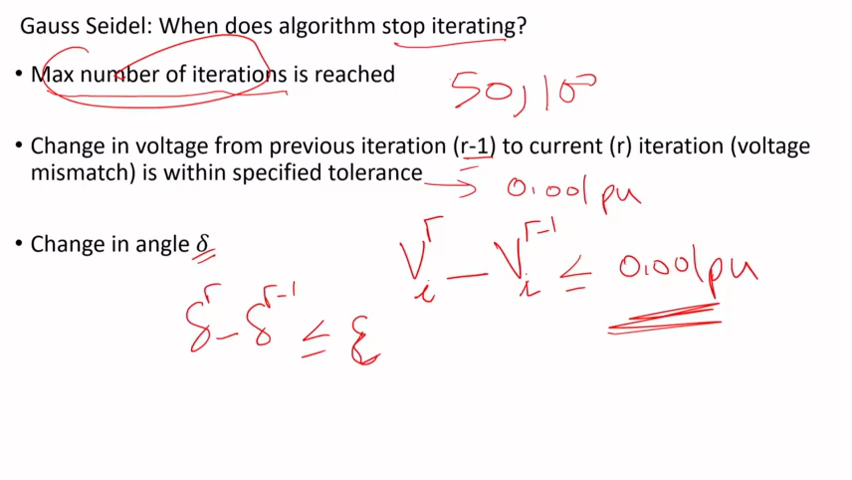 Gauss Seidel: When does algorithm stop iterating?
• Max number of iterations is reached
50, 100
• Change in voltage from previous iteration (r-1) to current (r) iteration (voltage
mismatch) is within specified tolerance
→ 0.001 pu
• Change in angle δ
Vᵢʳ — Vᵢʳ⁻¹ ≤ 0.001 pu
δʳ - δʳ⁻¹ ≤ ξ